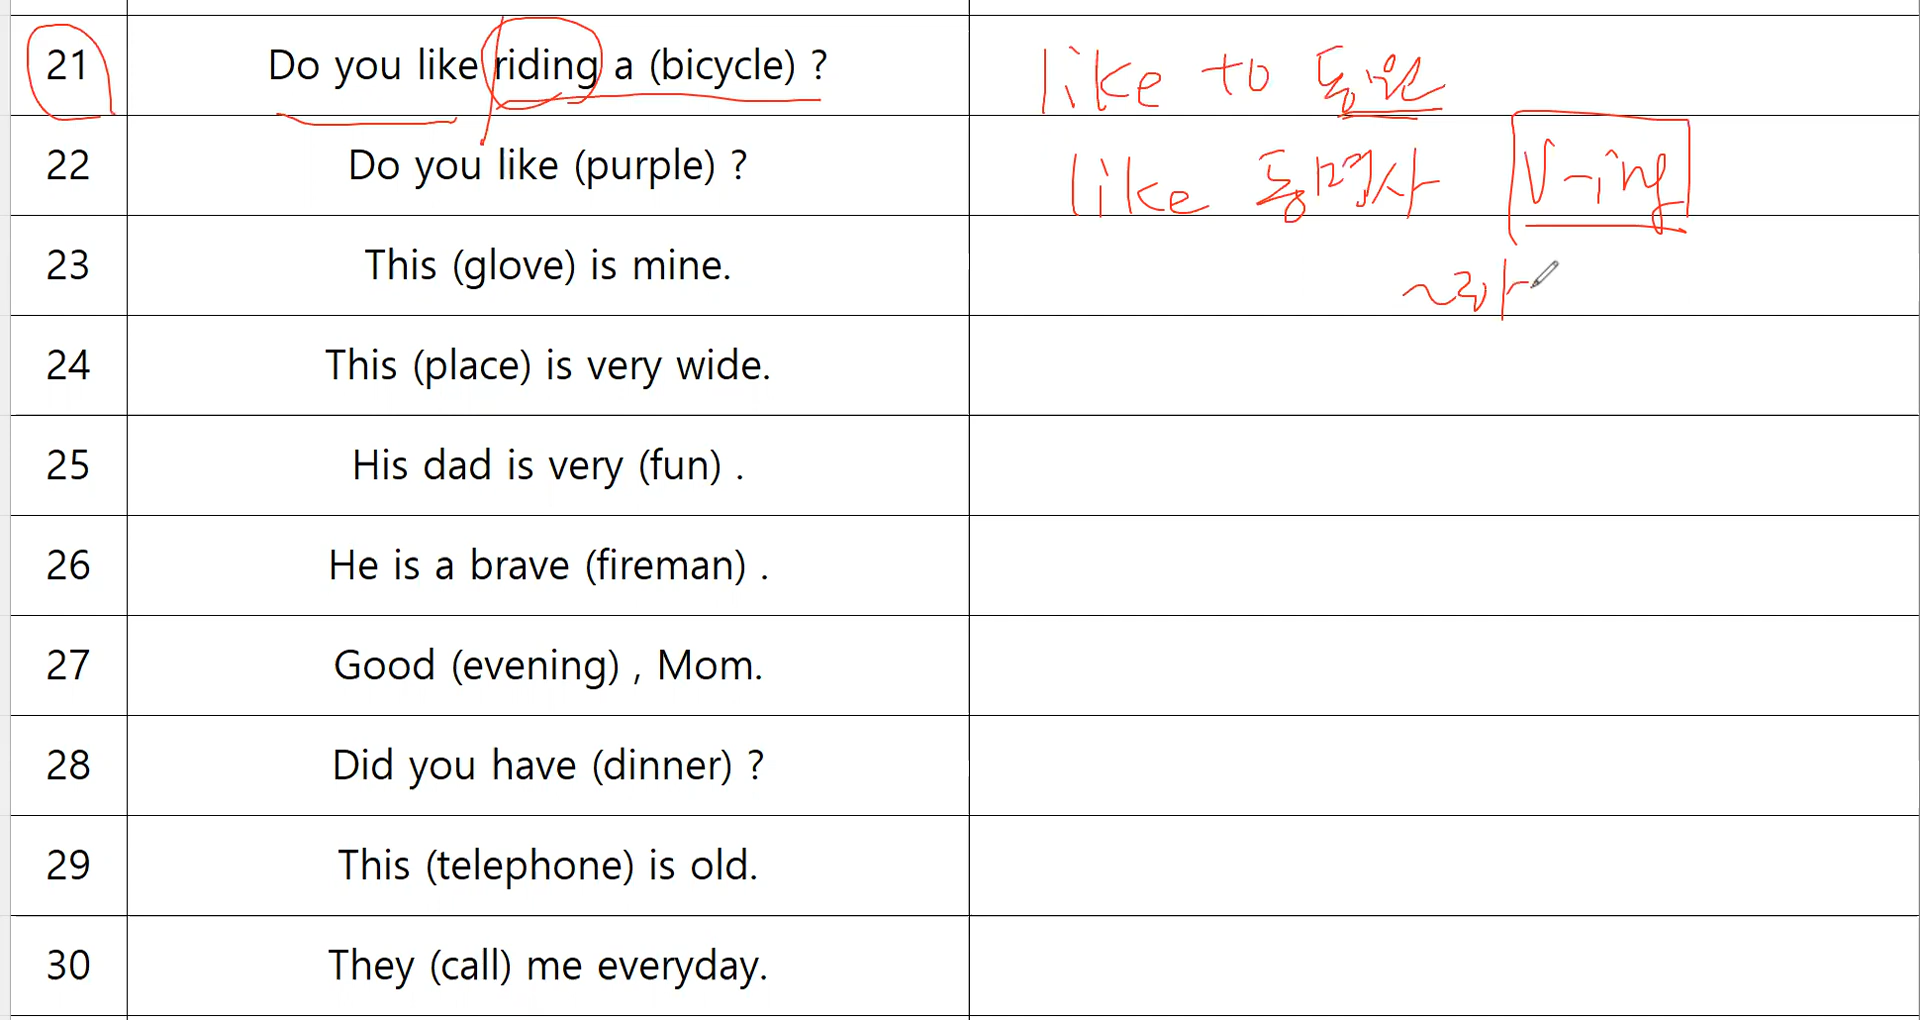 21 Do you like riding a (bicycle) ? like to 동원
22 Do you like (purple) ? like 동명사 V-ing
23 This (glove) is mine.
24 This (place) is very wide.
25 His dad is very (fun) .
26 He is a brave (fireman) .
27 Good (evening) , Mom.
28 Did you have (dinner) ?
29 This (telephone) is old.
30 They (call) me everyday.